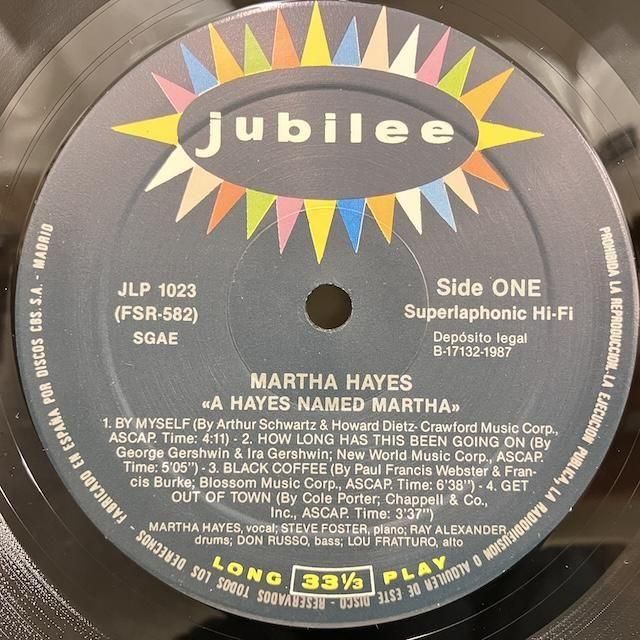 jubilee
JLP 1023
(FSR-582)
SGAE
Side ONE
Superlaphonic Hi-Fi
Depósito legal
B-17132-1987
MARTHA HAYES
«A HAYES NAMED MARTHA»
1. BY MYSELF (By Arthur Schwartz & Howard Dietz- Crawford Music Corp.,
ASCAP. Time: 4:11) - 2. HOW LONG HAS THIS BEEN GOING ON (By
George Gershwin & Ira Gershwin; New World Music Corp., ASCAP.
Time: 5'05") - 3. BLACK COFFEE (By Paul Francis Webster & Fran-
cis Burke; Blossom Music Corp., ASCAP. Time: 6'38") - 4. GET
OUT OF TOWN (By Cole Porter; Chappell & Co.,
Inc., ASCAP. Time: 3'37")
MARTHA HAYES, vocal; STEVE FOSTER, piano; RAY ALEXANDER,
drums; DON RUSSO, bass; LOU FRATTURO, alto
LONG 33⅓ PLAY
PROHIBIDA LA REPRODUCCION, LA EJECUCION PUBLICA, LA RADIODIFUSION O ALQUILER DE ESTE DISCO - RESERVADOS TODOS LOS DERECHOS - FABRICADO EN ESPAÑA POR DISCOS CBS. S.A. - MADRID